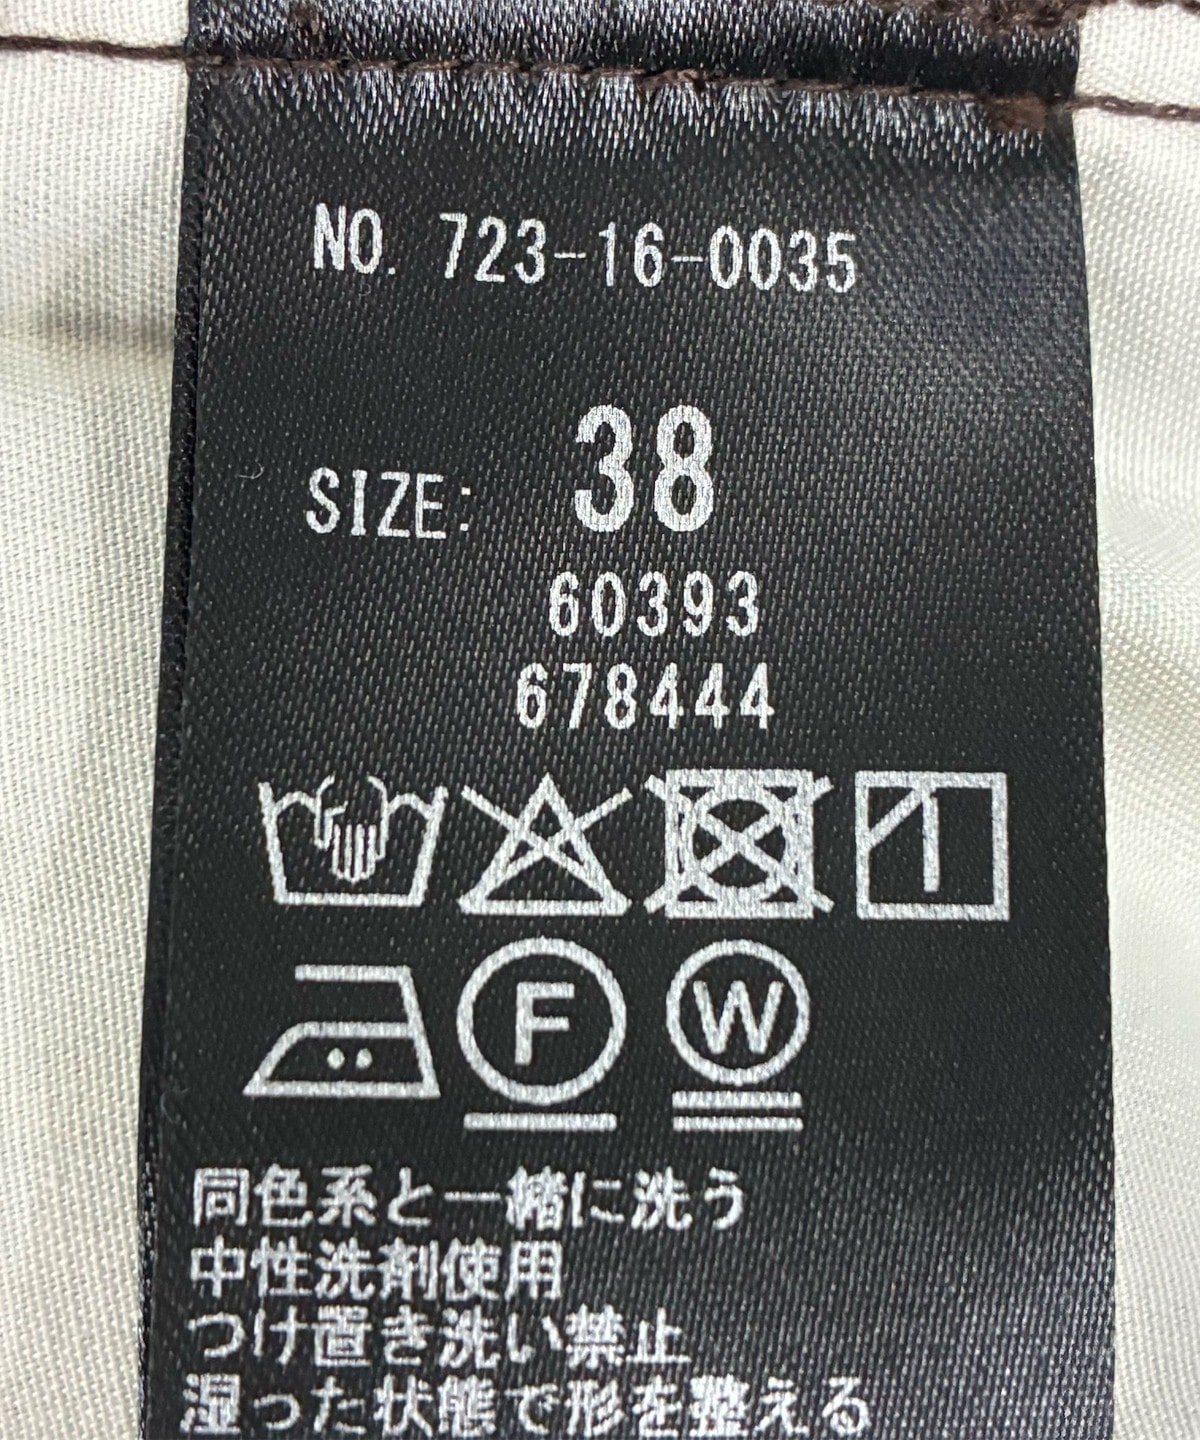 NO. 723-16-0035
SIZE: 38
60393
678444
F W
同色系と一緒に洗う
中性洗剤使用
つけ置き洗い禁止
湿った状態で形を整える